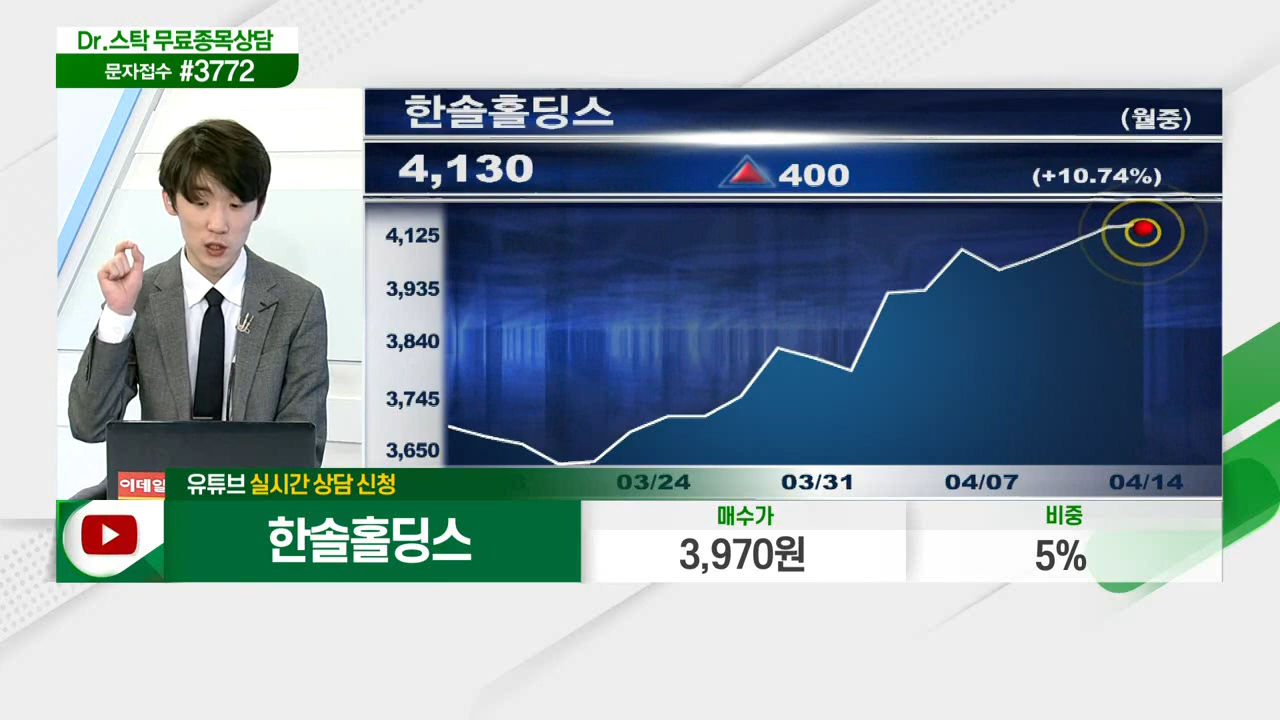 Dr.스탁 무료종목상담
문자접수 #3772
한솔홀딩스 (월중)
4,130 ▲ 400 (+10.74%)
4,125
3,935
3,840
3,745
3,650
03/24 03/31 04/07 04/14
이데일
유튜브 실시간 상담 신청
한솔홀딩스
매수가
3,970원
비중
5%